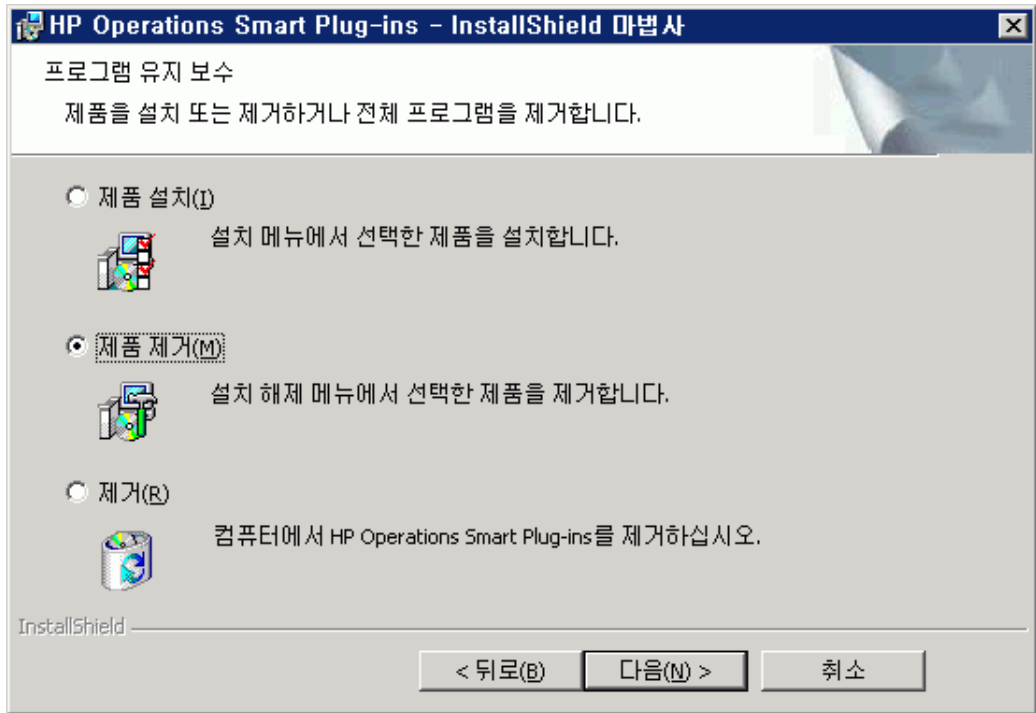 HP Operations Smart Plug-ins - InstallShield 마법사
프로그램 유지 보수
제품을 설치 또는 제거하거나 전체 프로그램을 제거합니다.
제품 설치(I)
설치 메뉴에서 선택한 제품을 설치합니다.
제품 제거(M)
설치 해제 메뉴에서 선택한 제품을 제거합니다.
제거(R)
컴퓨터에서 HP Operations Smart Plug-ins를 제거하십시오.
InstallShield
< 뒤로(B) 다음(N) > 취소